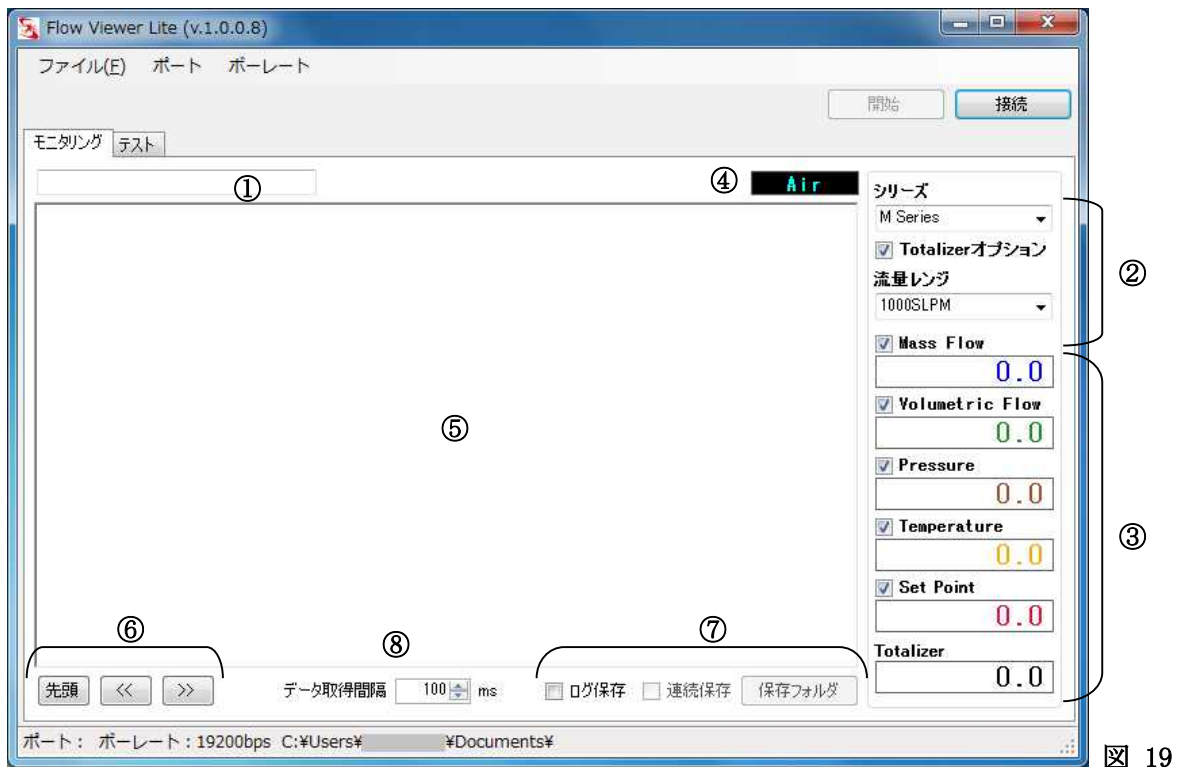 Flow Viewer Lite (v.1.0.0.8)
ファイル(F) ポート ボーレート
開始 接続
モニタリング テスト
①
④ Air
シリーズ
M Series
Totalizerオプション
②
流量レンジ
1000SLPM
Mass Flow
0.0
Volumetric Flow
0.0
⑤
Pressure
0.0
Temperature
0.0
③
Set Point
0.0
Totalizer
0.0
⑥ ⑧ ⑦
先頭 << >> データ取得間隔 100 ms ログ保存 連続保存 保存フォルダ
ポート： ボーレート：19200bps C:¥Users¥ ¥Documents¥
図 19